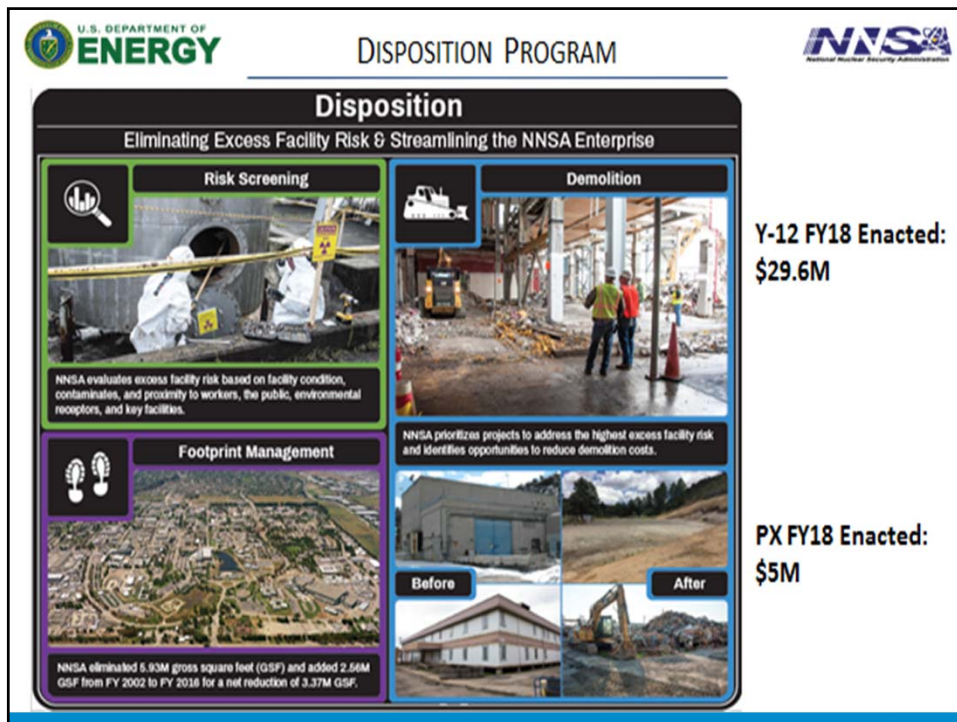 U.S. DEPARTMENT OF
ENERGY
DISPOSITION PROGRAM
NNSA
National Nuclear Security Administration
Disposition
Eliminating Excess Facility Risk & Streamlining the NNSA Enterprise
Risk Screening
NNSA evaluates excess facility risk based on facility condition,
contaminates, and proximity to workers, the public, environmental
receptors, and key facilities.
Footprint Management
NNSA eliminated 5.93M gross square feet (GSF) and added 2.56M
GSF from FY 2002 to FY 2016 for a net reduction of 3.37M GSF.
Demolition
NNSA prioritizes projects to address the highest excess facility risk
and identifies opportunities to reduce demolition costs.
Before
After
Y-12 FY18 Enacted:
$29.6M
PX FY18 Enacted:
$5M